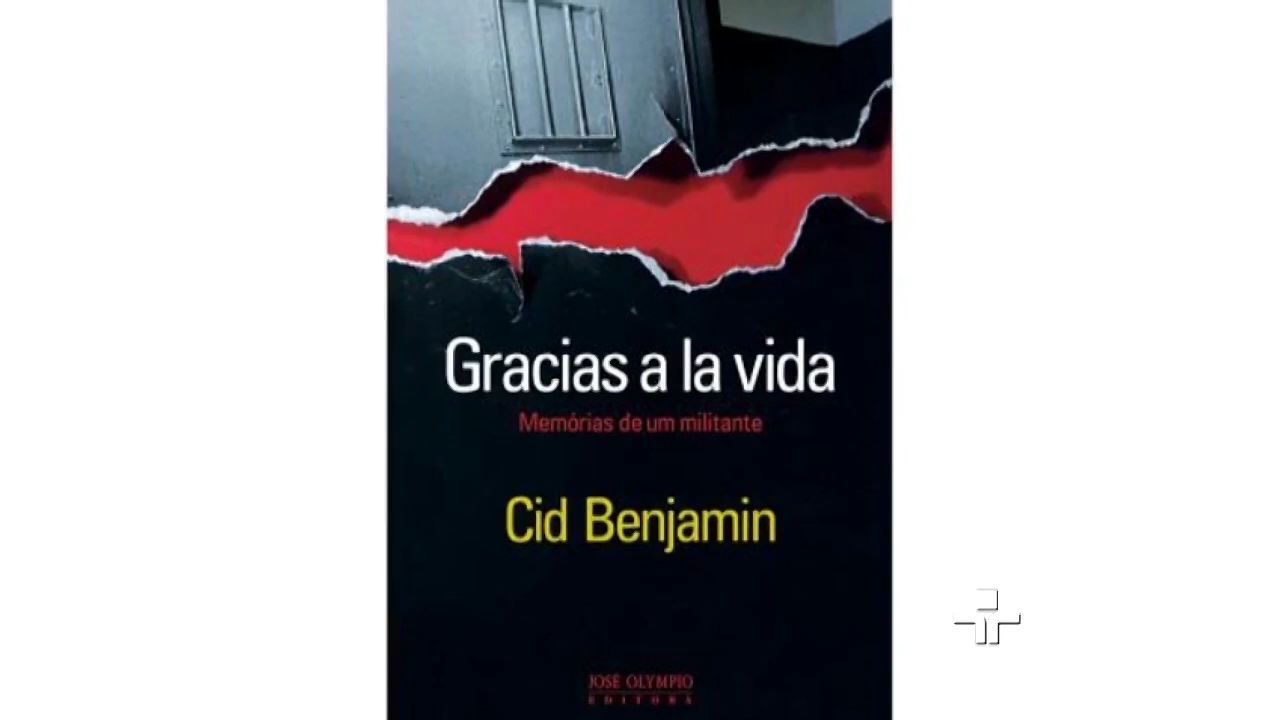 Gracias a la vida
Memórias de um militante
Cid Benjamin
JOSÉ OLYMPIO
EDITORA